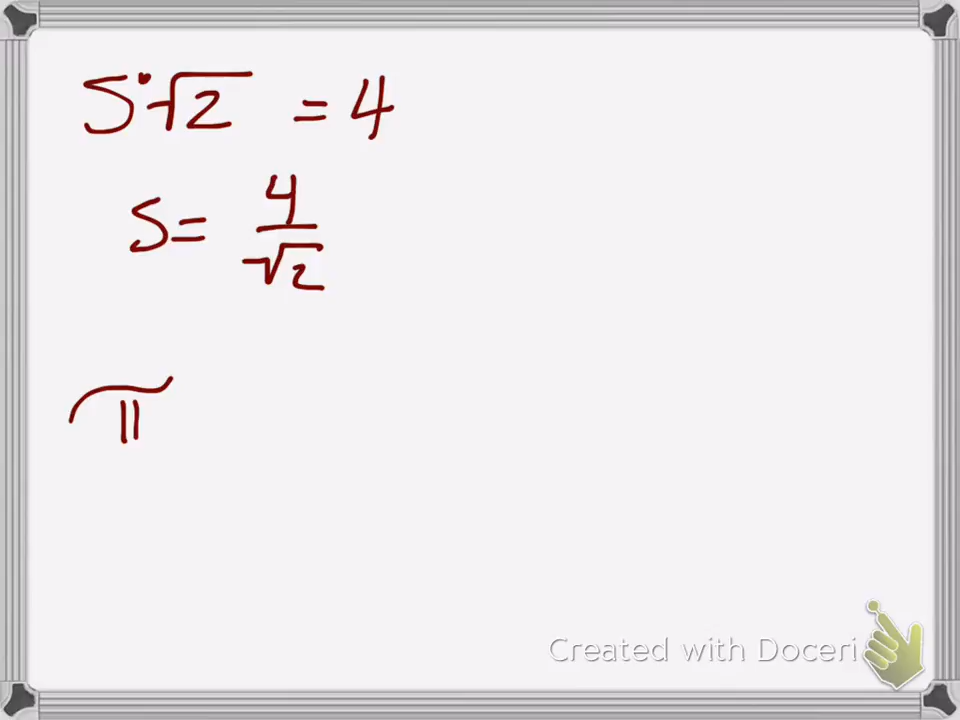 S·√2 = 4
S = 4/√2
π
Created with Doceri